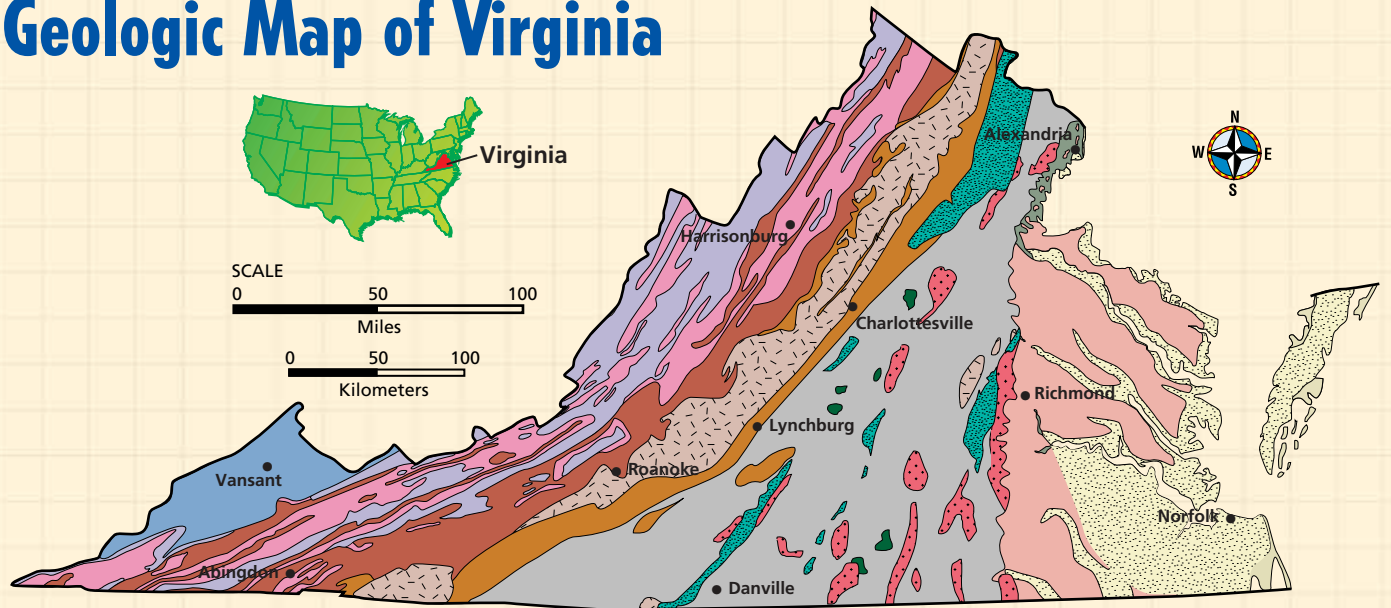 Geologic Map of Virginia
Virginia
N
W E
S
SCALE
0 50 100
Miles
0 50 100
Kilometers
Alexandria
Harrisonburg
Charlottesville
Richmond
Lynchburg
Roanoke
Vansant
Norfolk
Abingdon
Danville